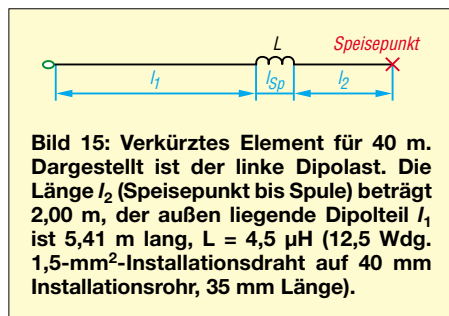 L Speisepunkt
l1 lSp l2
Bild 15: Verkürztes Element für 40 m.
Dargestellt ist der linke Dipolast. Die
Länge l2 (Speisepunkt bis Spule) beträgt
2,00 m, der außen liegende Dipolteil l1
ist 5,41 m lang, L = 4,5 µH (12,5 Wdg.
1,5-mm²-Installationsdraht auf 40 mm
Installationsrohr, 35 mm Länge).